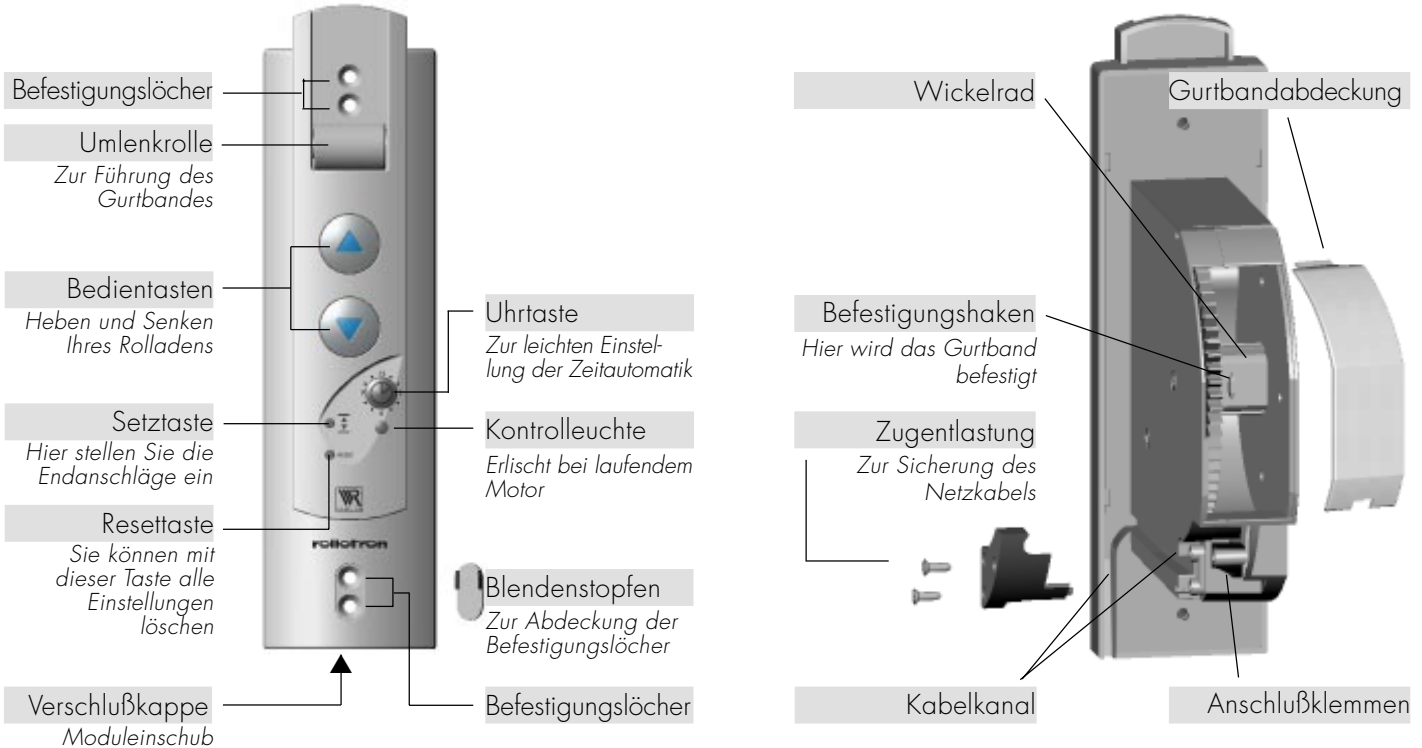 Befestigungslöcher
Umlenkrolle
Zur Führung des
Gurtbandes
Bedientasten
Heben und Senken
Ihres Rolladens
Setztaste
Hier stellen Sie die
Endanschläge ein
Resettaste
Sie können mit
dieser Taste alle
Einstellungen
löschen
Verschlußkappe
Moduleinschub
rollotron
Uhrtaste
Zur leichten Einstel-
lung der Zeitautomatik
Kontrolleuchte
Erlischt bei laufendem
Motor
Blendenstopfen
Zur Abdeckung der
Befestigungslöcher
Befestigungslöcher
Wickelrad
Befestigungshaken
Hier wird das Gurtband
befestigt
Zugentlastung
Zur Sicherung des
Netzkabels
Kabelkanal
Gurtbandabdeckung
Anschlußklemmen